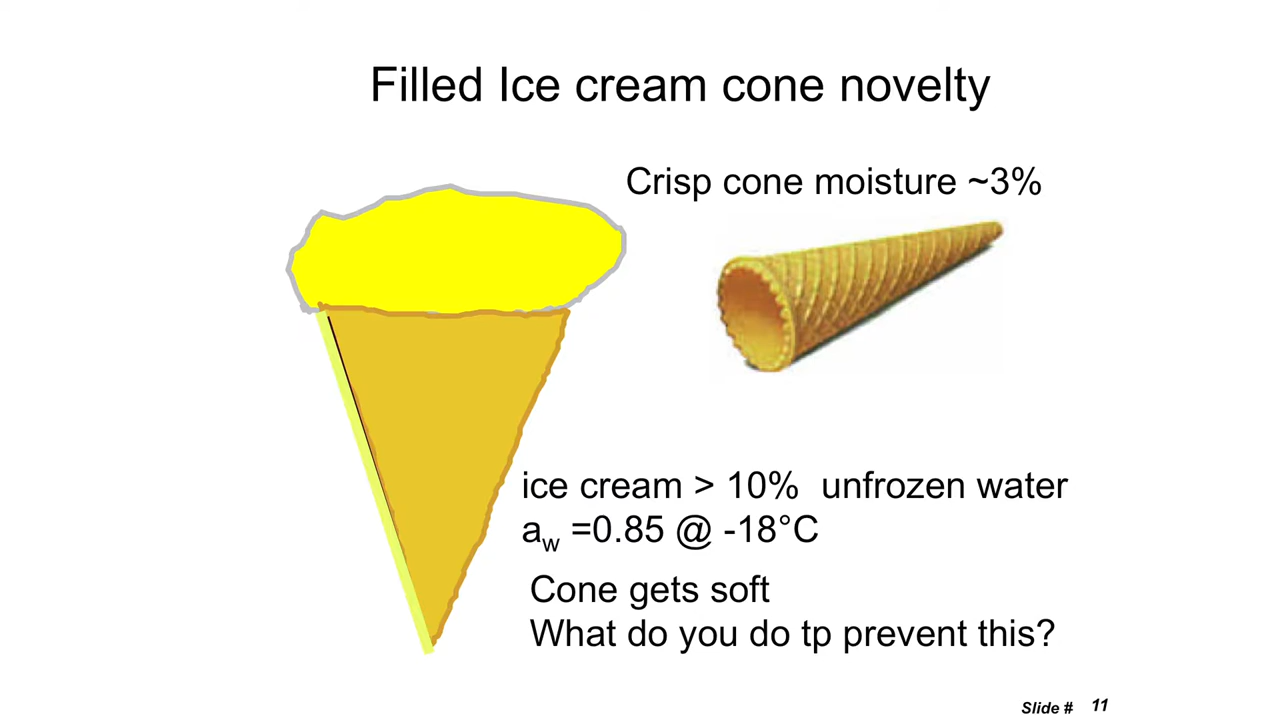 Filled Ice cream cone novelty
Crisp cone moisture ~3%
ice cream > 10% unfrozen water
aw =0.85 @ -18°C
Cone gets soft
What do you do tp prevent this?
Slide # 11